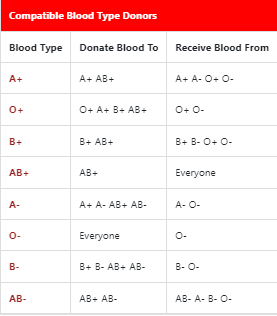 Compatible Blood Type Donors
Blood Type Donate Blood To Receive Blood From
A+ A+ AB+ A+ A- O+ O-
O+ O+ A+ B+ AB+ O+ O-
B+ B+ AB+ B+ B- O+ O-
AB+ AB+ Everyone
A- A+ A- AB+ AB- A- O-
O- Everyone O-
B- B+ B- AB+ AB- B- O-
AB- AB+ AB- AB- A- B- O-